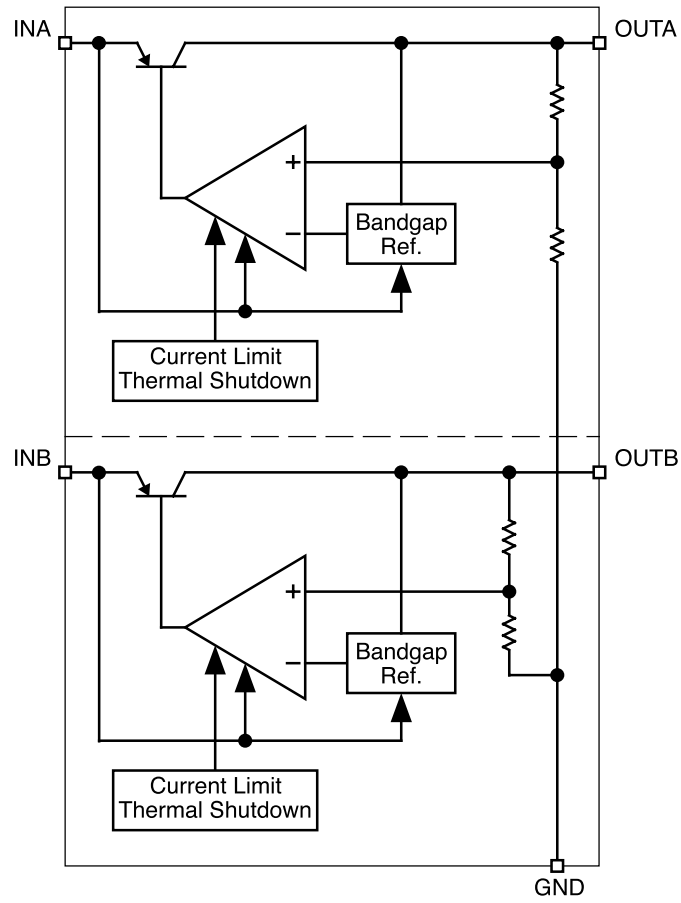 INA
OUTA
+
Bandgap
Ref.
−
Current Limit
Thermal Shutdown
INB
OUTB
+
Bandgap
Ref.
−
Current Limit
Thermal Shutdown
GND